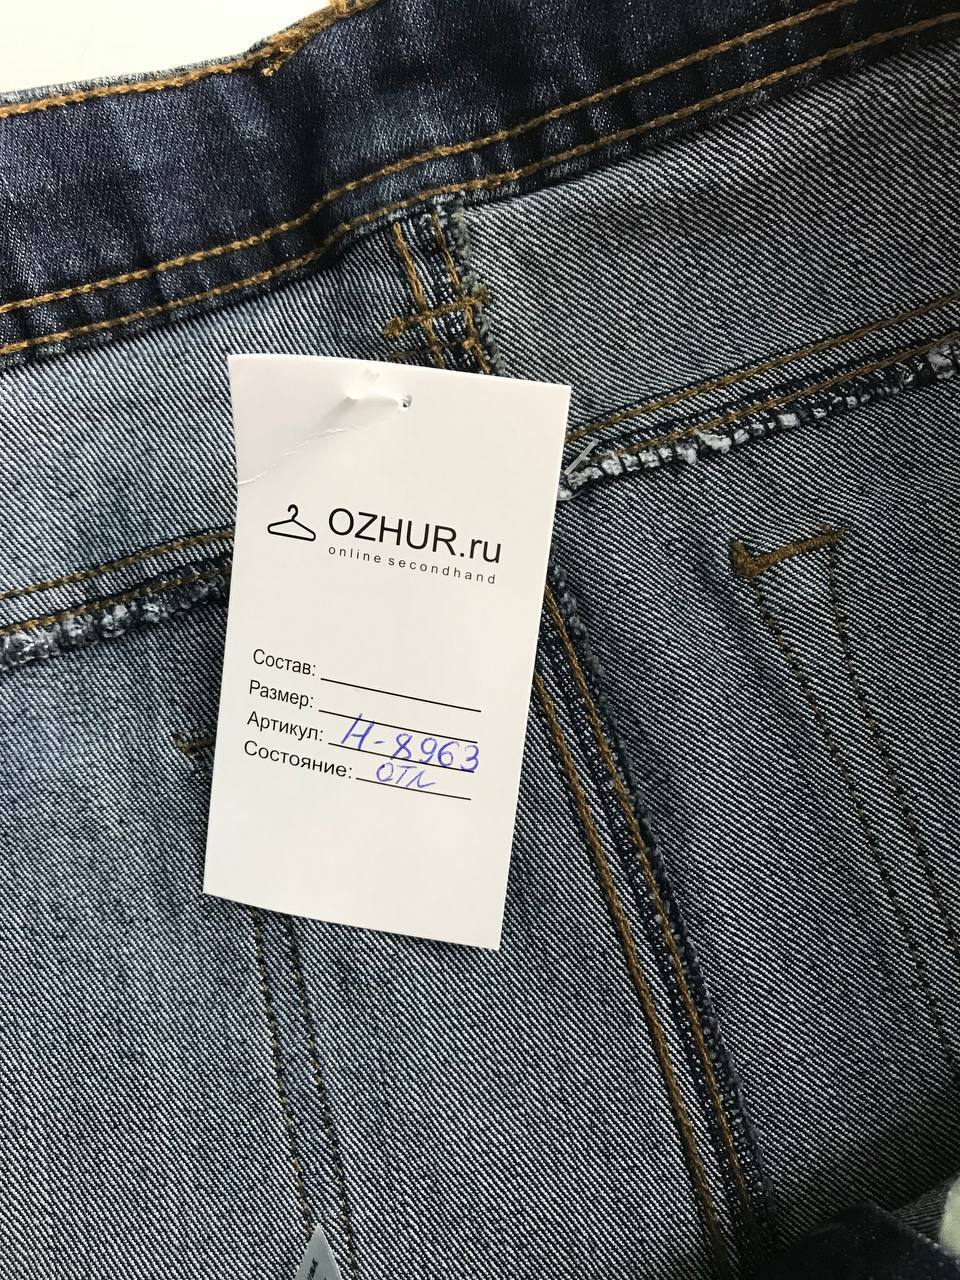 OZHUR.ru
online secondhand
Состав:
Размер:
Артикул: Н-8963
Состояние: отл